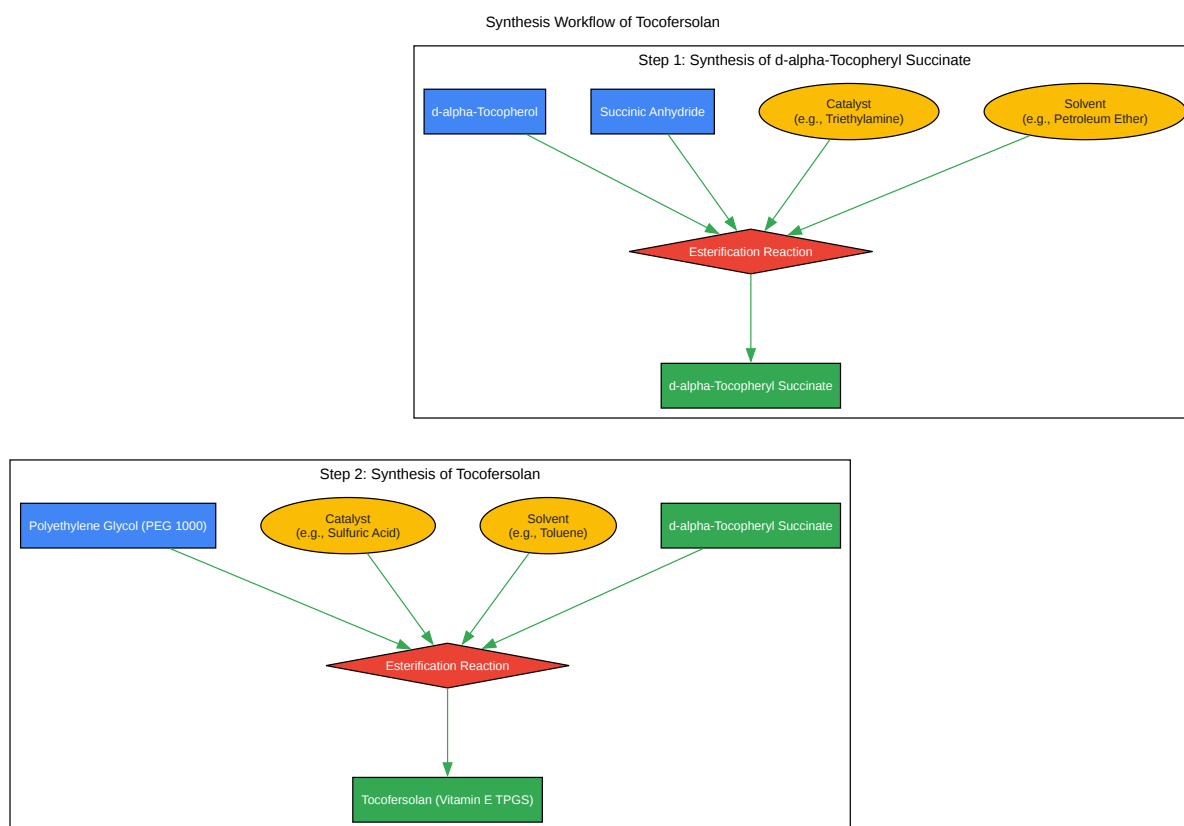 Synthesis Workflow of Tocofersolan
Step 1: Synthesis of d-alpha-Tocopheryl Succinate
d-alpha-Tocopherol
Succinic Anhydride
Catalyst
(e.g., Triethylamine)
Solvent
(e.g., Petroleum Ether)
Esterification Reaction
d-alpha-Tocopheryl Succinate
Step 2: Synthesis of Tocofersolan
Polyethylene Glycol (PEG 1000)
Catalyst
(e.g., Sulfuric Acid)
Solvent
(e.g., Toluene)
d-alpha-Tocopheryl Succinate
Esterification Reaction
Tocofersolan (Vitamin E TPGS)